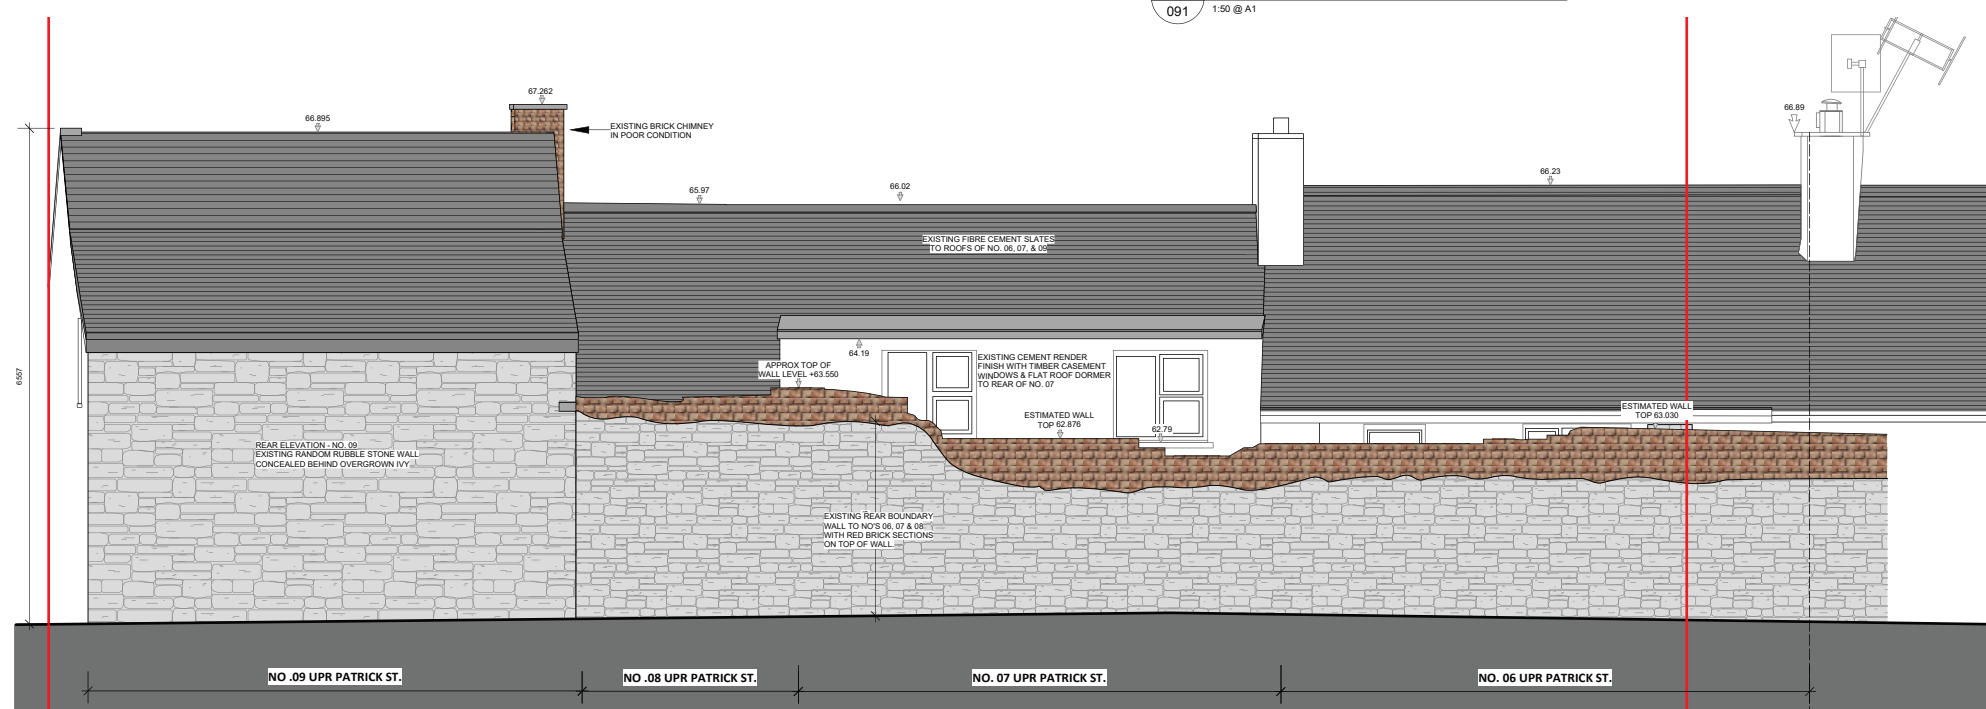 091
1:50 @ A1
67.262
66.895
EXISTING BRICK CHIMNEY
IN POOR CONDITION
66.89
65.97
66.02
66.23
EXISTING FIBRE CEMENT SLATES
TO ROOFS OF NO. 06, 07, & 09
64.19
APPROX TOP OF
WALL LEVEL +63.550
EXISTING CEMENT RENDER
FINISH WITH TIMBER CASEMENT
WINDOWS & FLAT ROOF DORMER
TO REAR OF NO. 07
6557
ESTIMATED WALL
TOP 62.876
62.79
ESTIMATED WALL
TOP 63.030
REAR ELEVATION - NO. 09
EXISTING RANDOM RUBBLE STONE WALL
CONCEALED BEHIND OVERGROWN IVY
EXISTING REAR BOUNDARY
WALL TO NO'S 06, 07 & 08
WITH RED BRICK SECTIONS
ON TOP OF WALL
NO .09 UPR PATRICK ST.
NO .08 UPR PATRICK ST.
NO. 07 UPR PATRICK ST.
NO. 06 UPR PATRICK ST.